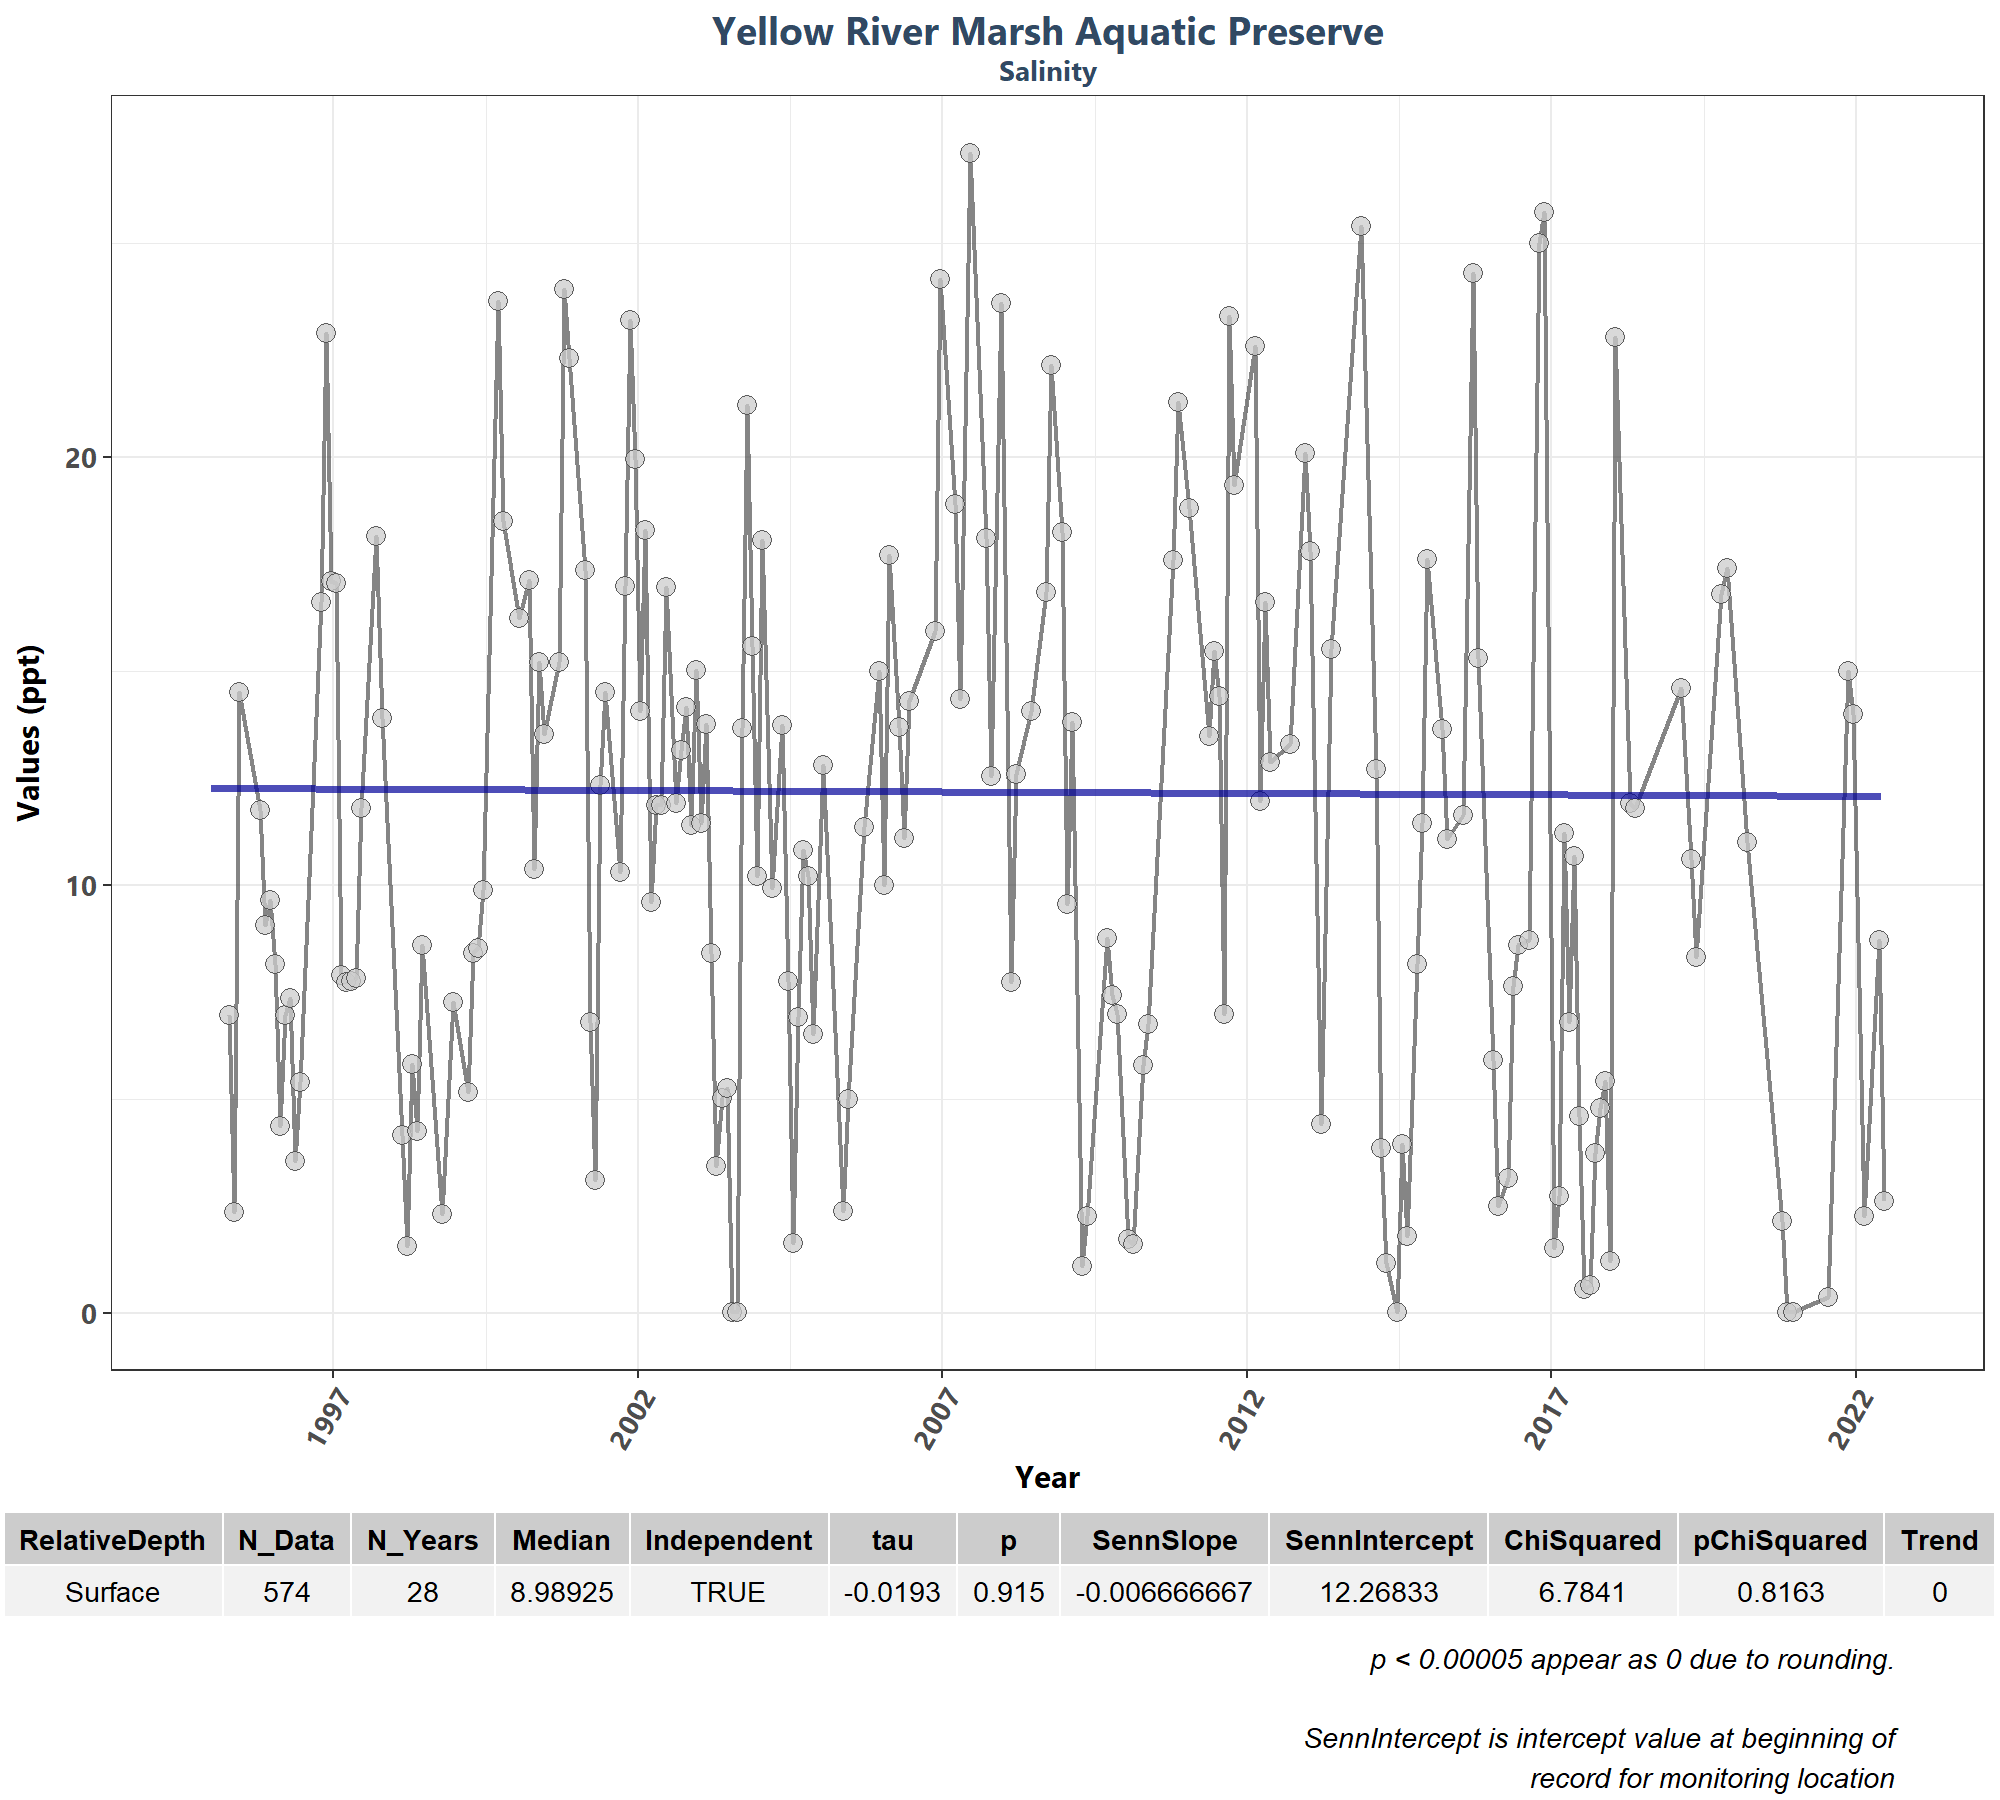 Yellow River Marsh Aquatic Preserve
Salinity
Values (ppt)
20
10
0
1997 2002 2007 2012 2017 2022
Year
RelativeDepth N_Data N_Years Median Independent tau p SennSlope SennIntercept ChiSquared pChiSquared Trend
Surface 574 28 8.98925 TRUE -0.0193 0.915 -0.006666667 12.26833 6.7841 0.8163 0
p < 0.00005 appear as 0 due to rounding.
SennIntercept is intercept value at beginning of
record for monitoring location